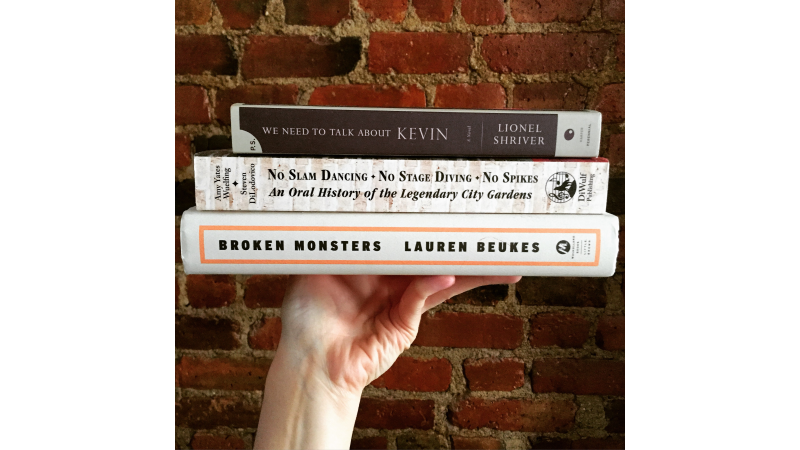 WE NEED TO TALK ABOUT KEVIN
a novel
LIONEL
SHRIVER
P.S.
Amy Yates
Wuelfing
✦
Steven
DiLodovico
NO SLAM DANCING • NO STAGE DIVING • NO SPIKES
An Oral History of the Legendary City Gardens
DiWulf
Publishing
BROKEN MONSTERS LAUREN BEUKES